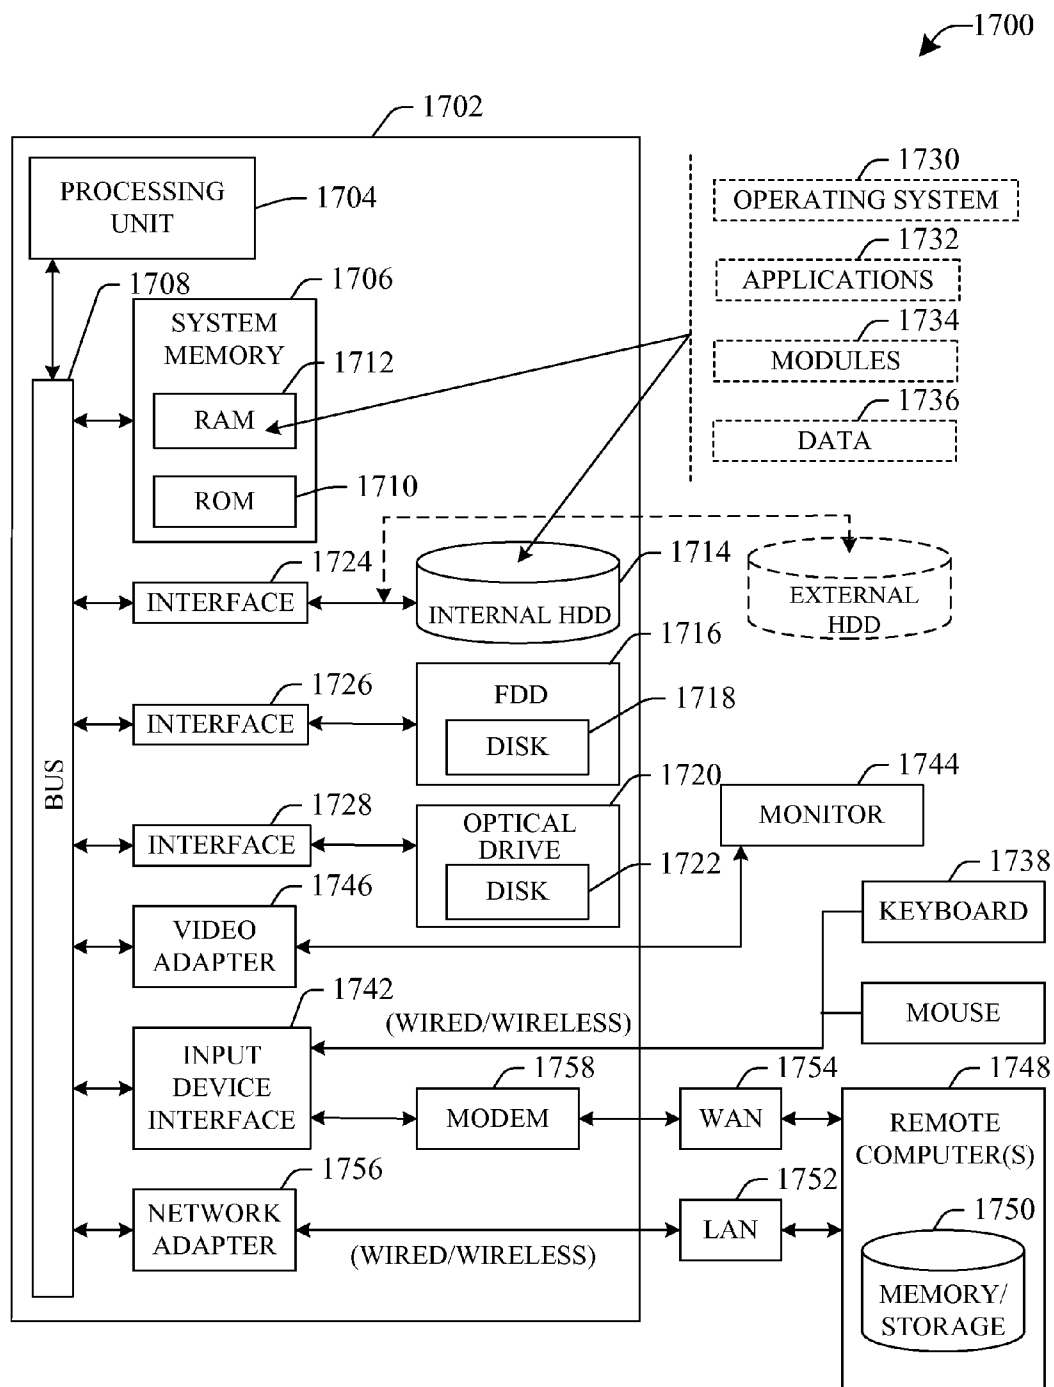 1700
1702
PROCESSING
UNIT
1704
1730
OPERATING SYSTEM
1732
APPLICATIONS
1734
MODULES
1736
DATA
1708
1706
SYSTEM
MEMORY
1712
RAM
1710
ROM
1724
INTERFACE
1714
INTERNAL HDD
EXTERNAL
HDD
1716
1726
INTERFACE
FDD
1718
DISK
BUS
1720
1744
MONITOR
1728
INTERFACE
OPTICAL
DRIVE
1722
DISK
1746
VIDEO
ADAPTER
1738
KEYBOARD
1742
(WIRED/WIRELESS)
MOUSE
INPUT
DEVICE
INTERFACE
1758
MODEM
1754
WAN
1748
REMOTE
COMPUTER(S)
1756
NETWORK
ADAPTER
(WIRED/WIRELESS)
1752
LAN
1750
MEMORY/
STORAGE